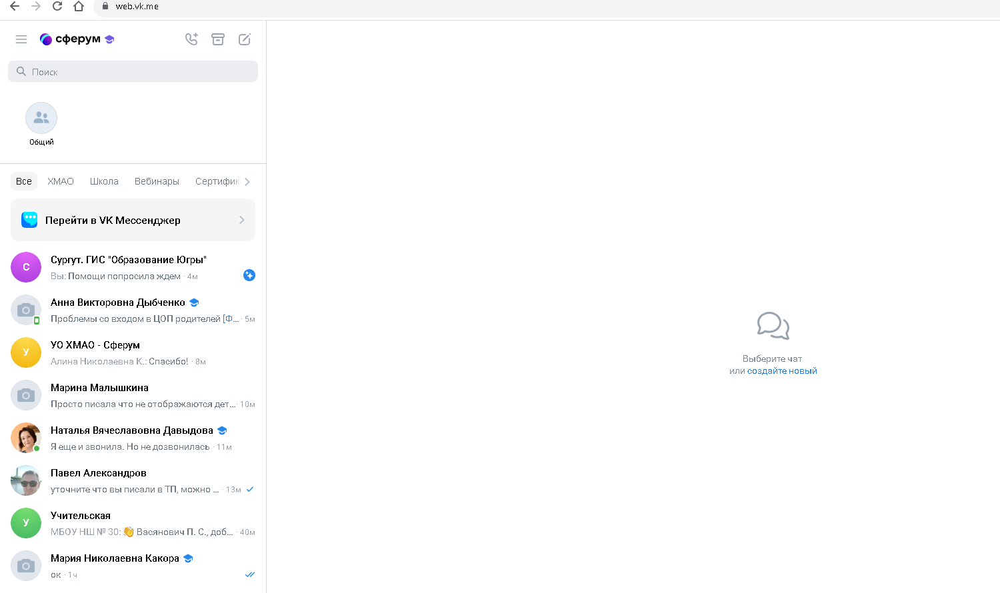 web.vk.me
сферум
Поиск
Общий
Все ХМАО Школа Вебинары Сертифик
Перейти в VK Мессенджер
С
Сургут. ГИС "Образование Югры"
Вы: Помощи попросила ждем · 4м
Анна Викторовна Дыбченко
Проблемы со входом в ЦОП родителей [Ф... · 5м
У
УО ХМАО - Сферум
Алина Николаевна К.: Спасибо! · 8м
Марина Малышкина
Просто писала что не отображаются дет... · 10м
Наталья Вячеславовна Давыдова
Я еще и звонила. Но не дозвонилась · 11м
Павел Александров
уточните что вы писали в ТП, можно ... · 13м
У
Учительская
МБОУ НШ № 30: 👏 Васянович П. С., доб... · 40м
Мария Николаевна Какора
ок · 1ч
Выберите чат
или создайте новый